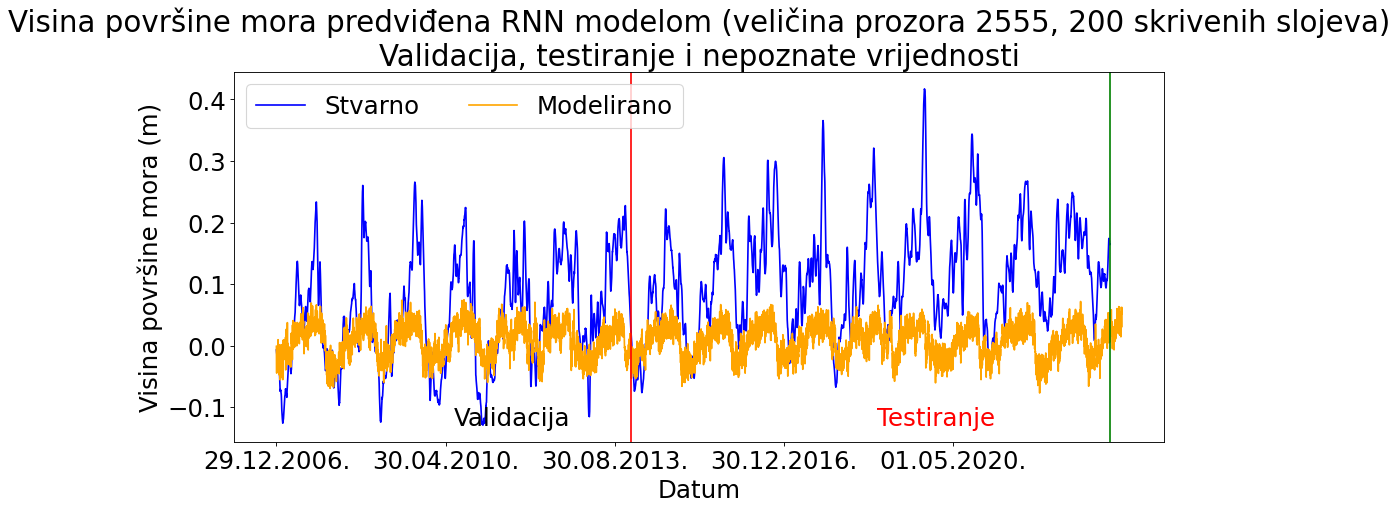 Visina površine mora predviđena RNN modelom (veličina prozora 2555, 200 skrivenih slojeva)
Validacija, testiranje i nepoznate vrijednosti
Stvarno
Modelirano
Visina površine mora (m)
0.4
0.3
0.2
0.1
0.0
−0.1
Validacija
Testiranje
29.12.2006.
30.04.2010.
30.08.2013.
30.12.2016.
01.05.2020.
Datum